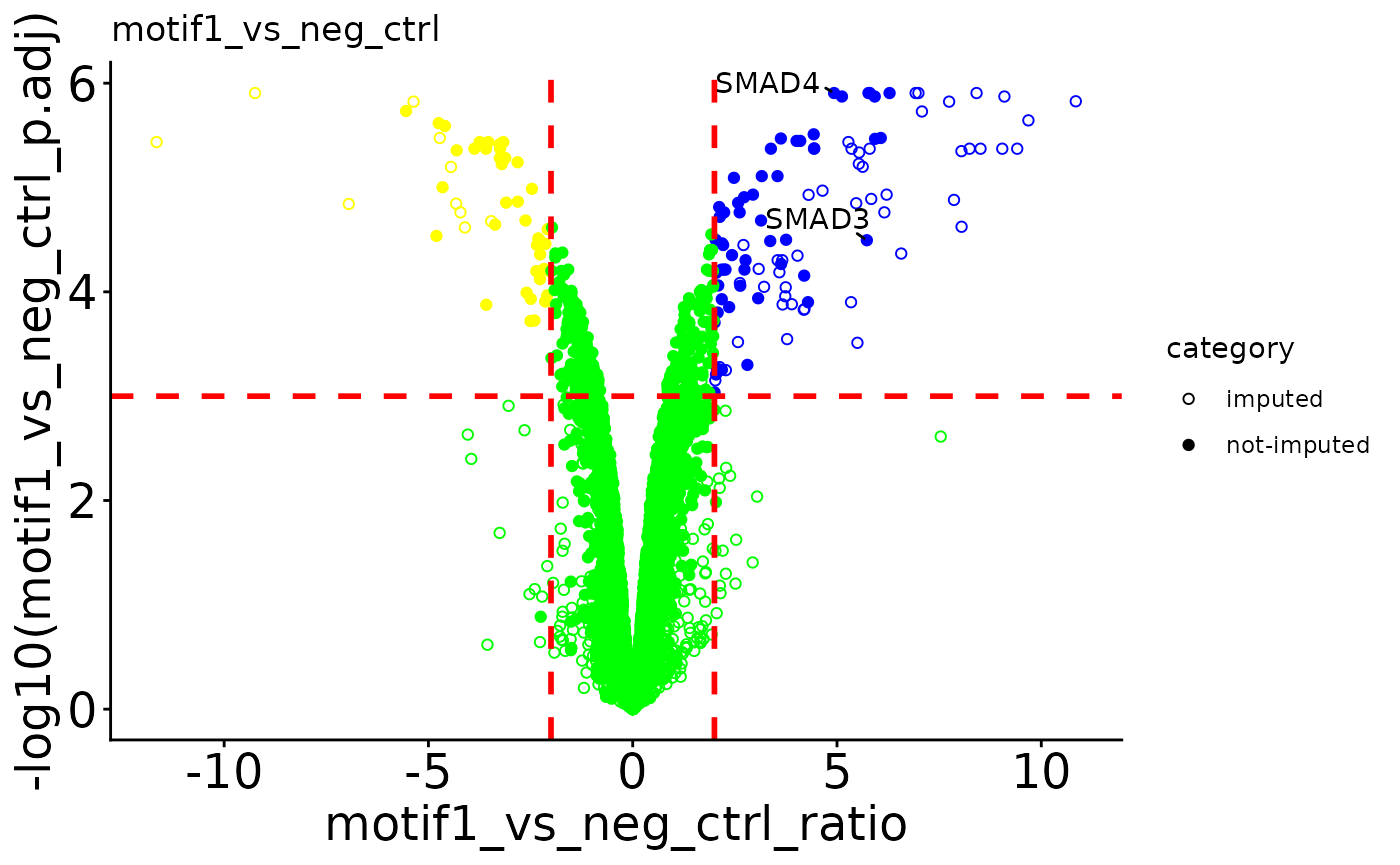 motif1_vs_neg_ctrl
-log10(motif1_vs_neg_ctrl_p.adj)
6
4
2
0
SMAD4
SMAD3
-10
-5
0
5
10
motif1_vs_neg_ctrl_ratio
category
imputed
not-imputed